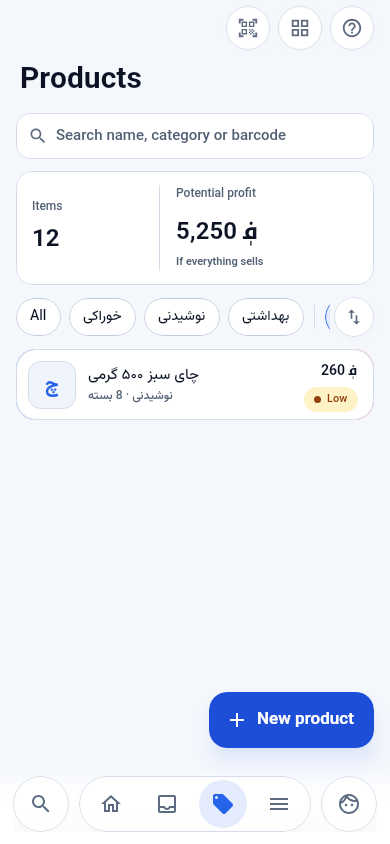 Products
Search name, category or barcode
Items
12
Potential profit
5,250 ؋
If everything sells
All
خوراکی
نوشیدنی
بهداشتی
چ
چای سبز ۵۰۰ گرمی
نوشیدنی · 8 بسته
260 ؋
Low
New product